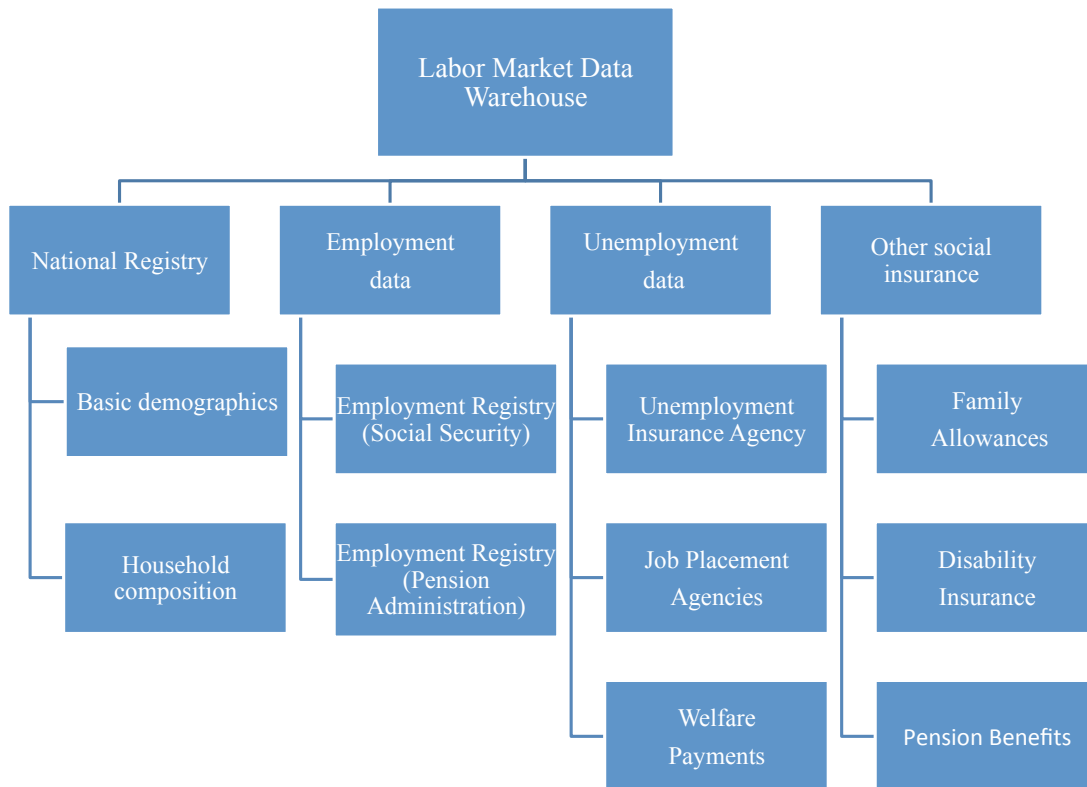 Labor Market Data
Warehouse
National Registry
Employment
data
Unemployment
data
Other social
insurance
Basic demographics
Employment Registry
(Social Security)
Unemployment
Insurance Agency
Family
Allowances
Household
composition
Employment Registry
(Pension
Administration)
Job Placement
Agencies
Disability
Insurance
Welfare
Payments
Pension Benefits